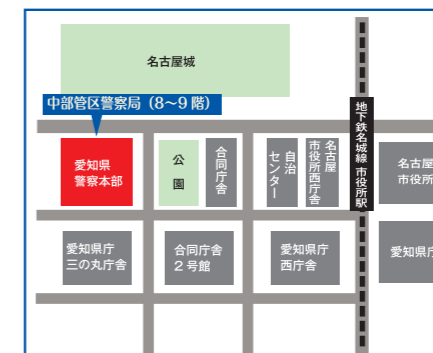 名古屋城
中部管区警察局（8～9 階）
愛知県
警察本部
公
園
合同庁舎
自治
センター
名古屋
市役所西庁舎
地下鉄名城線 市役所駅
名古屋
市役所
愛知県庁
三の丸庁舎
合同庁舎
2 号館
愛知県庁
西庁舎
愛知県庁